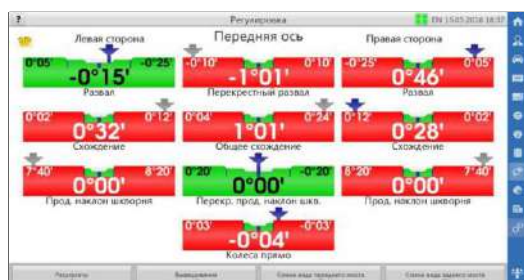 ? Регулировка EN 15.05.2018 18:37
Левая сторона Передняя ось Правая сторона
0°05' -0°25' -0°10' 0°10' -0°25' 0°05'
-0°15' -1°01' 0°46'
Развал Перекрестный развал Развал
0°02' 0°12' 0°04' 0°24' 0°12' 0°02'
0°32' 1°01' 0°28'
Схождение Общее схождение Схождение
7°40' 8°20' 0°20' -0°20' 8°20' 7°40'
0°00' 0°00' 0°00'
Прод. наклон шкворня Перекр. прод. наклон шкв. Прод. наклон шкворня
0°03' -0°03'
-0°04'
Колеса прямо
Результаты Вывешивание